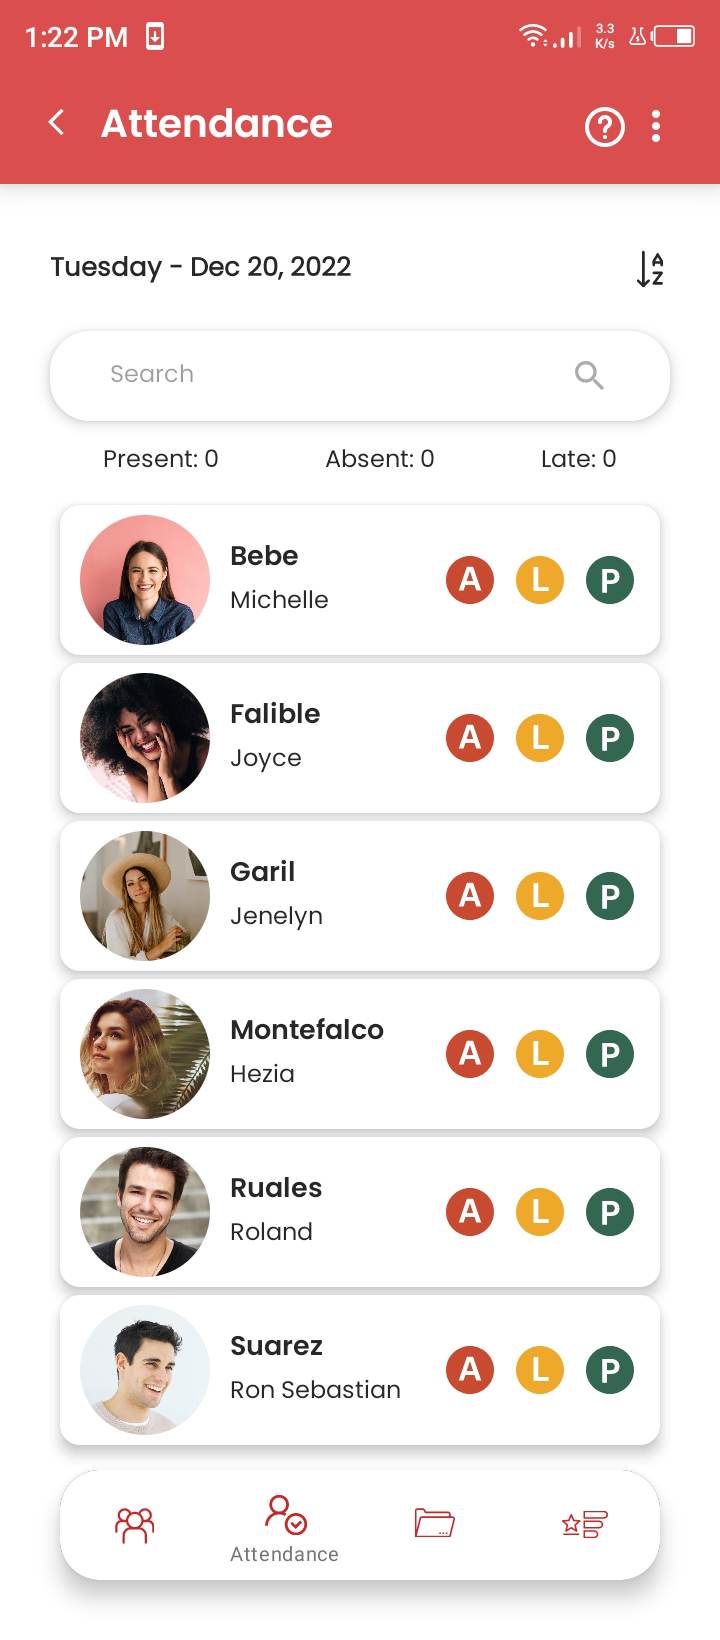 1:22 PM 3.3 K/s
Attendance
Tuesday - Dec 20, 2022 A Z
Search
Present: 0 Absent: 0 Late: 0
Bebe
Michelle
A L P
Falible
Joyce
A L P
Garil
Jenelyn
A L P
Montefalco
Hezia
A L P
Ruales
Roland
A L P
Suarez
Ron Sebastian
A L P
Attendance